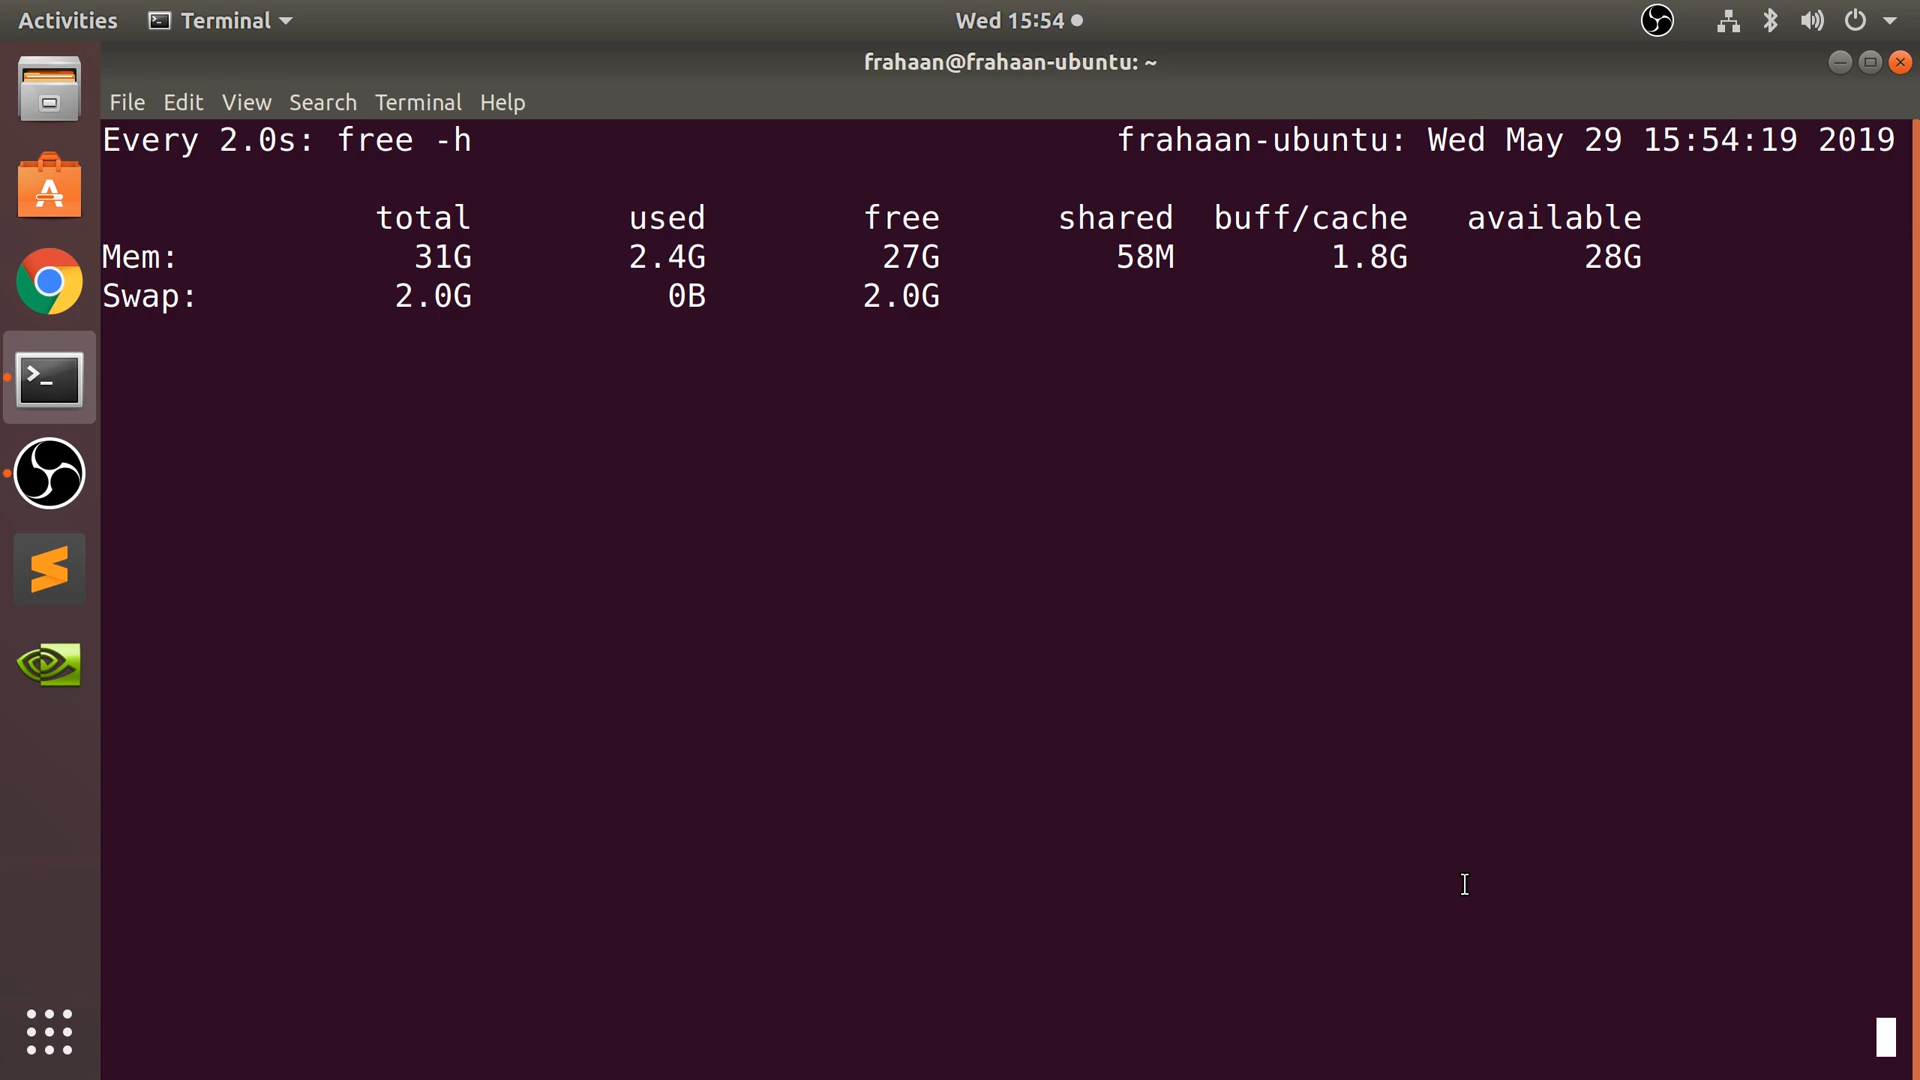 Activities Terminal Wed 15:54
frahaan@frahaan-ubuntu: ~
File Edit View Search Terminal Help
Every 2.0s: free -h frahaan-ubuntu: Wed May 29 15:54:19 2019
total used free shared buff/cache available
Mem: 31G 2.4G 27G 58M 1.8G 28G
Swap: 2.0G 0B 2.0G